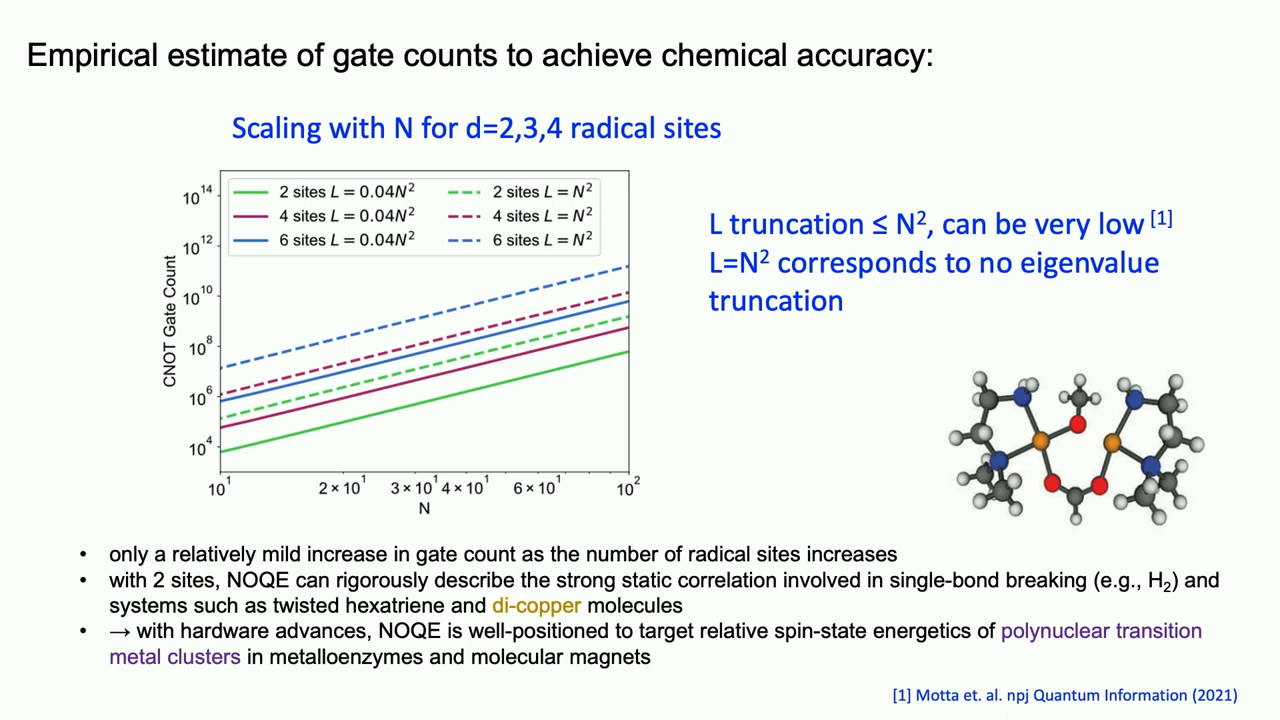 Empirical estimate of gate counts to achieve chemical accuracy:
Scaling with N for d=2,3,4 radical sites
2 sites L = 0.04N²
4 sites L = 0.04N²
6 sites L = 0.04N²
2 sites L = N²
4 sites L = N²
6 sites L = N²
CNOT Gate Count
10¹⁴
10¹²
10¹⁰
10⁸
10⁶
10⁴
10¹
2 × 10¹
3 × 10¹
4 × 10¹
6 × 10¹
10²
N
L truncation ≤ N², can be very low [1]
L=N² corresponds to no eigenvalue
truncation
• only a relatively mild increase in gate count as the number of radical sites increases
• with 2 sites, NOQE can rigorously describe the strong static correlation involved in single-bond breaking (e.g., H₂) and
systems such as twisted hexatriene and di-copper molecules
• → with hardware advances, NOQE is well-positioned to target relative spin-state energetics of polynuclear transition
metal clusters in metalloenzymes and molecular magnets
[1] Motta et. al. npj Quantum Information (2021)